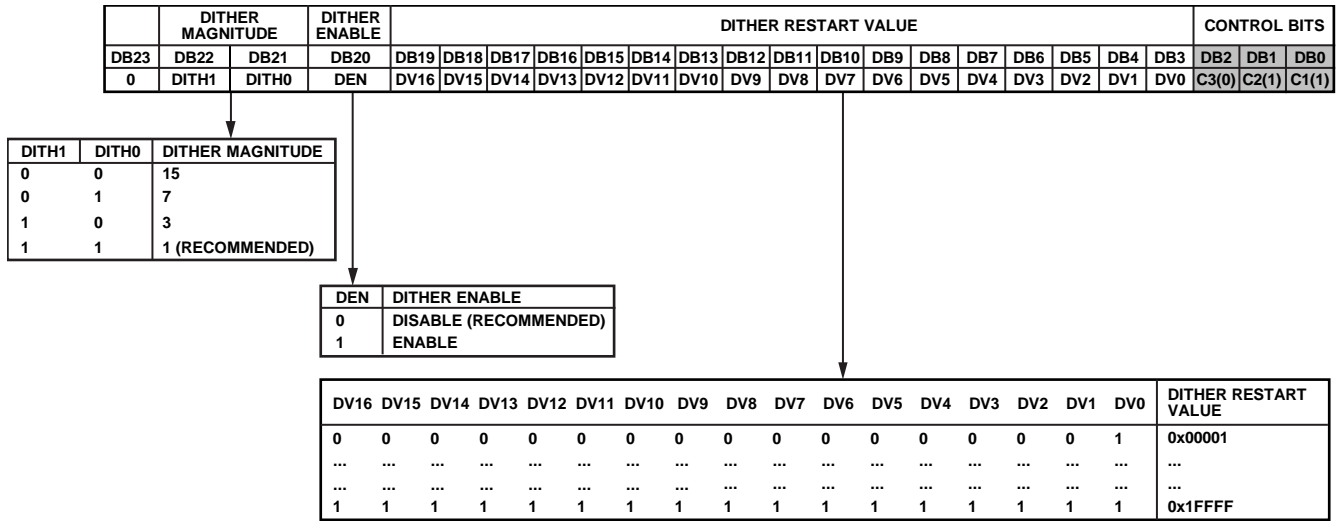 DITHER MAGNITUDE DITHER ENABLE DITHER RESTART VALUE CONTROL BITS
DB23 DB22 DB21 DB20 DB19 DB18 DB17 DB16 DB15 DB14 DB13 DB12 DB11 DB10 DB9 DB8 DB7 DB6 DB5 DB4 DB3 DB2 DB1 DB0
0 DITH1 DITH0 DEN DV16 DV15 DV14 DV13 DV12 DV11 DV10 DV9 DV8 DV7 DV6 DV5 DV4 DV3 DV2 DV1 DV0 C3(0) C2(1) C1(1)
DITH1 DITH0 DITHER MAGNITUDE
0 0 15
0 1 7
1 0 3
1 1 1 (RECOMMENDED)
DEN DITHER ENABLE
0 DISABLE (RECOMMENDED)
1 ENABLE
DV16 DV15 DV14 DV13 DV12 DV11 DV10 DV9 DV8 DV7 DV6 DV5 DV4 DV3 DV2 DV1 DV0 DITHER RESTART VALUE
0 0 0 0 0 0 0 0 0 0 0 0 0 0 0 0 1 0x00001
... ... ... ... ... ... ... ... ... ... ... ... ... ... ... ... ... ...
... ... ... ... ... ... ... ... ... ... ... ... ... ... ... ... ... ...
1 1 1 1 1 1 1 1 1 1 1 1 1 1 1 1 1 0x1FFFF